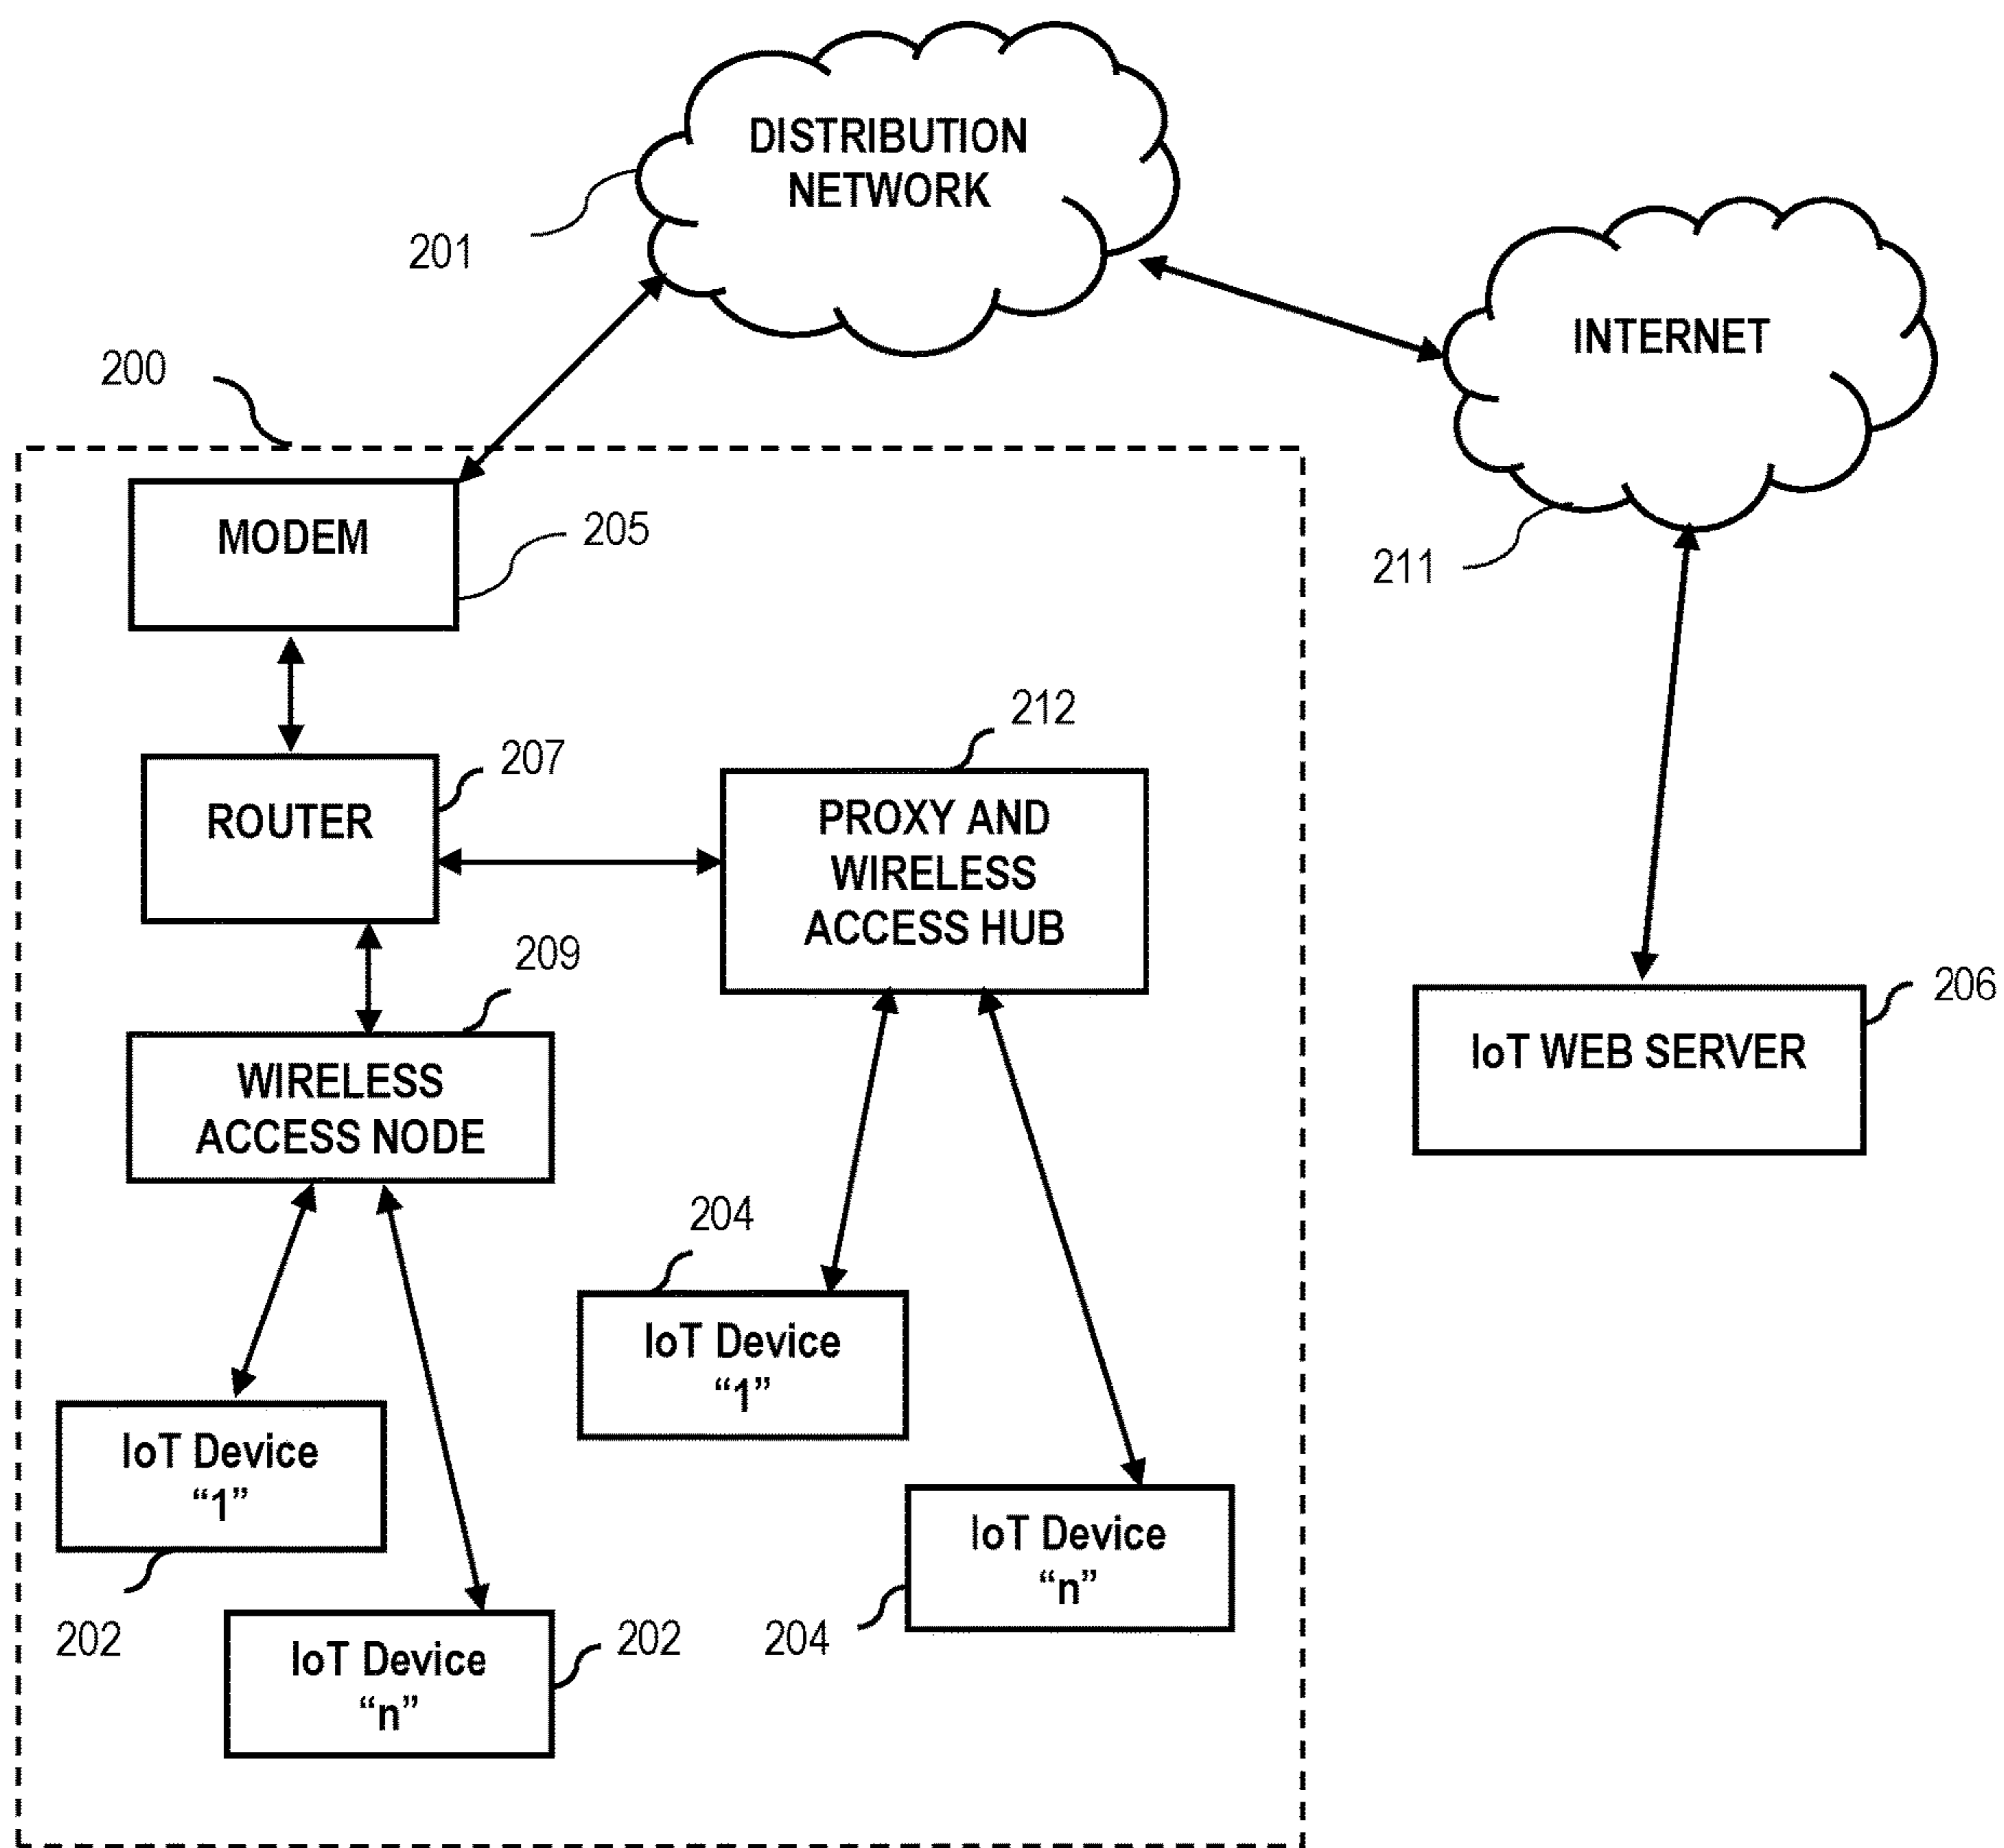 DISTRIBUTION
NETWORK
201
INTERNET
211
200
MODEM
205
ROUTER
207
212
PROXY AND
WIRELESS
ACCESS HUB
209
WIRELESS
ACCESS NODE
206
IoT WEB SERVER
204
IoT Device
“1”
IoT Device
“1”
202
IoT Device
“n”
204
IoT Device
“n”
202